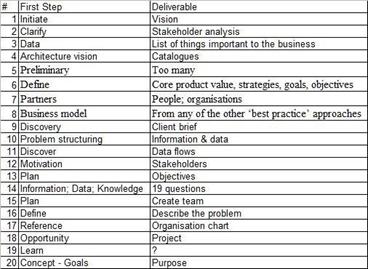 # First Step Deliverable
1 Initiate Vision
2 Clarify Stakeholder analysis
3 Data List of things important to the business
4 Architecture vision Catalogues
5 Preliminary Too many
6 Define Core product value, strategies, goals, objectives
7 Partners People; organisations
8 Business model From any of the other ‘best practice’ approaches
9 Discovery Client brief
10 Problem structuring Information & data
11 Discover Data flows
12 Motivation Stakeholders
13 Plan Objectives
14 Information; Data; Knowledge 19 questions
15 Plan Create team
16 Define Describe the problem
17 Reference Organisation chart
18 Opportunity Project
19 Learn ?
20 Concept - Goals Purpose